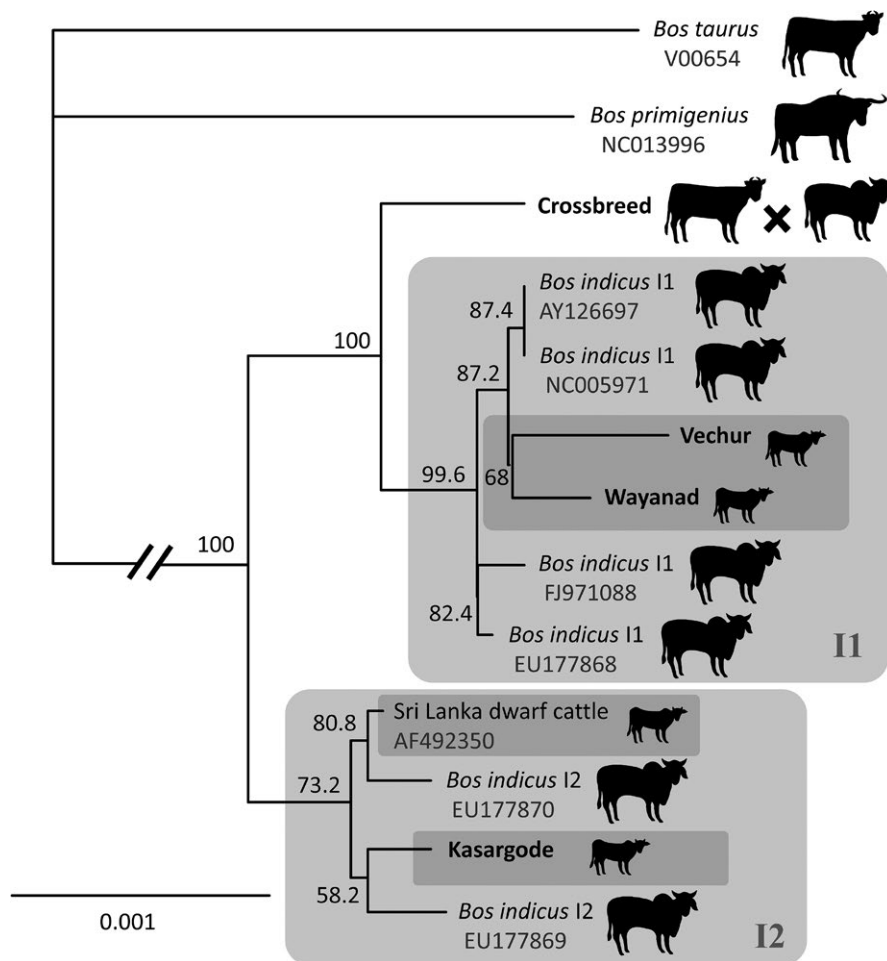 Bos taurus
V00654
Bos primigenius
NC013996
Crossbreed
Bos indicus I1
AY126697
87.4
100
Bos indicus I1
NC005971
87.2
Vechur
99.6
68
Wayanad
100
Bos indicus I1
FJ971088
82.4
Bos indicus I1
EU177868
I1
Sri Lanka dwarf cattle
AF492350
80.8
73.2
Bos indicus I2
EU177870
Kasargode
58.2
Bos indicus I2
EU177869
I2
0.001